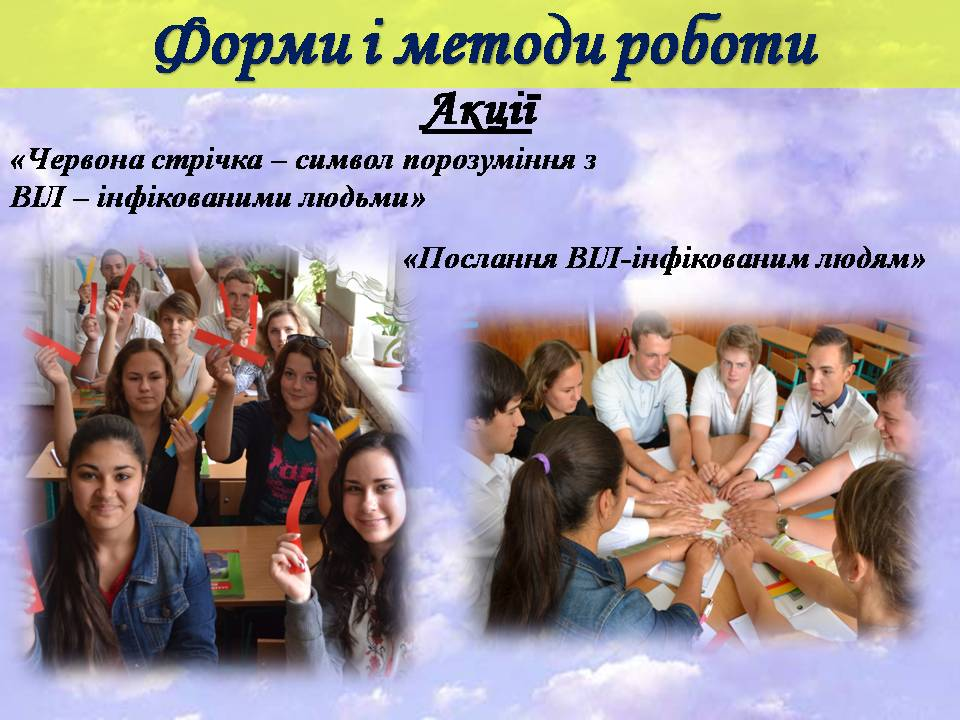 Форми і методи роботи
Акції
«Червона стрічка – символ порозуміння з
ВІЛ – інфікованими людьми»
«Послання ВІЛ-інфікованим людям»